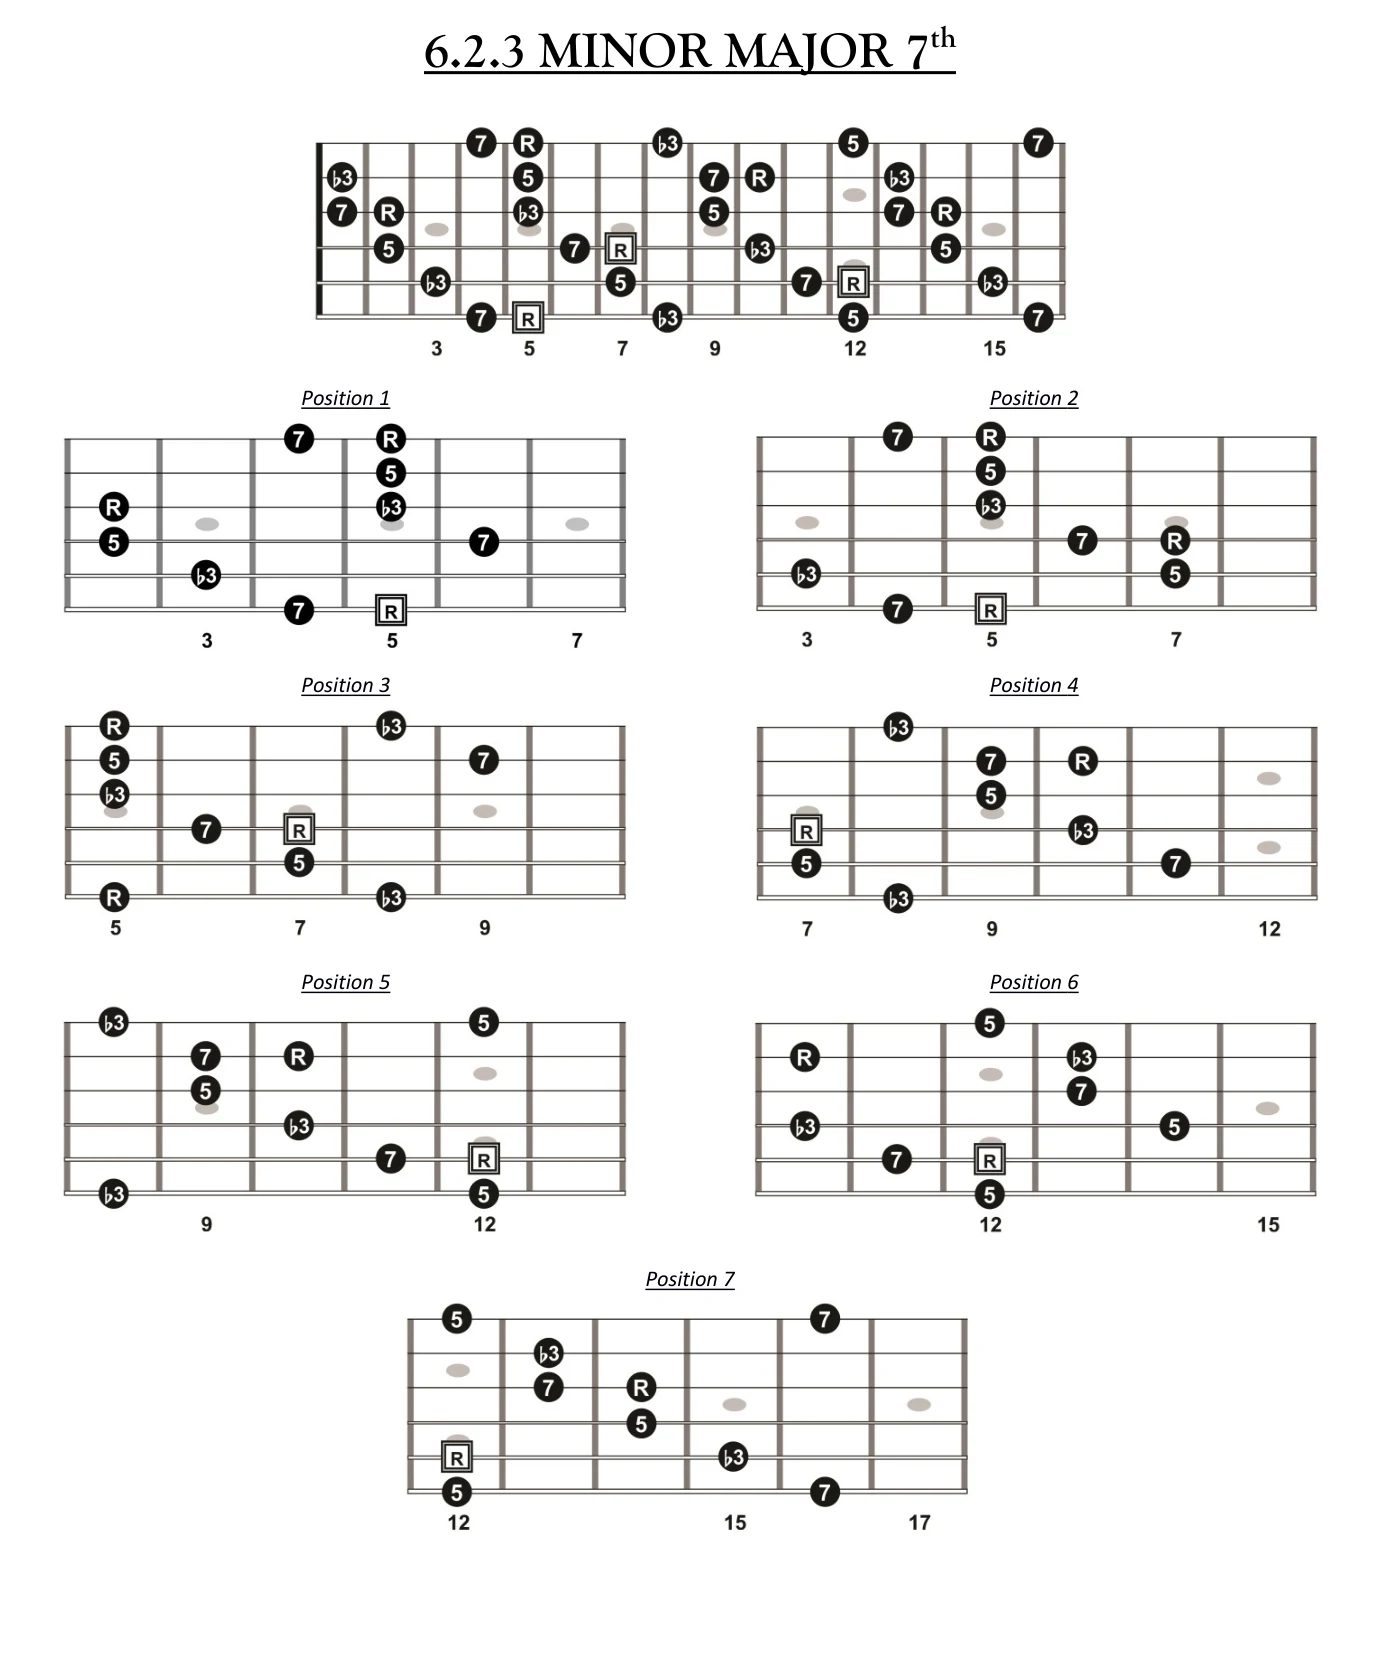 6.2.3 MINOR MAJOR 7th
7 R ♭3 5 7
♭3 5 7 R ♭3
7 R ♭3 5 7 R
5 7 R ♭3 5
♭3 5 7 R ♭3
7 R ♭3 5 7
3 5 7 9 12 15
Position 1
7 R
5
R ♭3
5 7
♭3
7 R
3 5 7
Position 2
7 R
5
♭3
7 R
♭3 5
7 R
3 5 7
Position 3
R ♭3
5 7
♭3
7 R
5
R ♭3
5 7 9
Position 4
♭3
7 R
5
R ♭3
5 7
♭3
7 9 12
Position 5
♭3 5
7 R
5
♭3
7 R
♭3 5
9 12
Position 6
5
R ♭3
7
♭3 5
7 R
5
12 15
Position 7
5 7
♭3
7 R
5
R ♭3
5 7
12 15 17